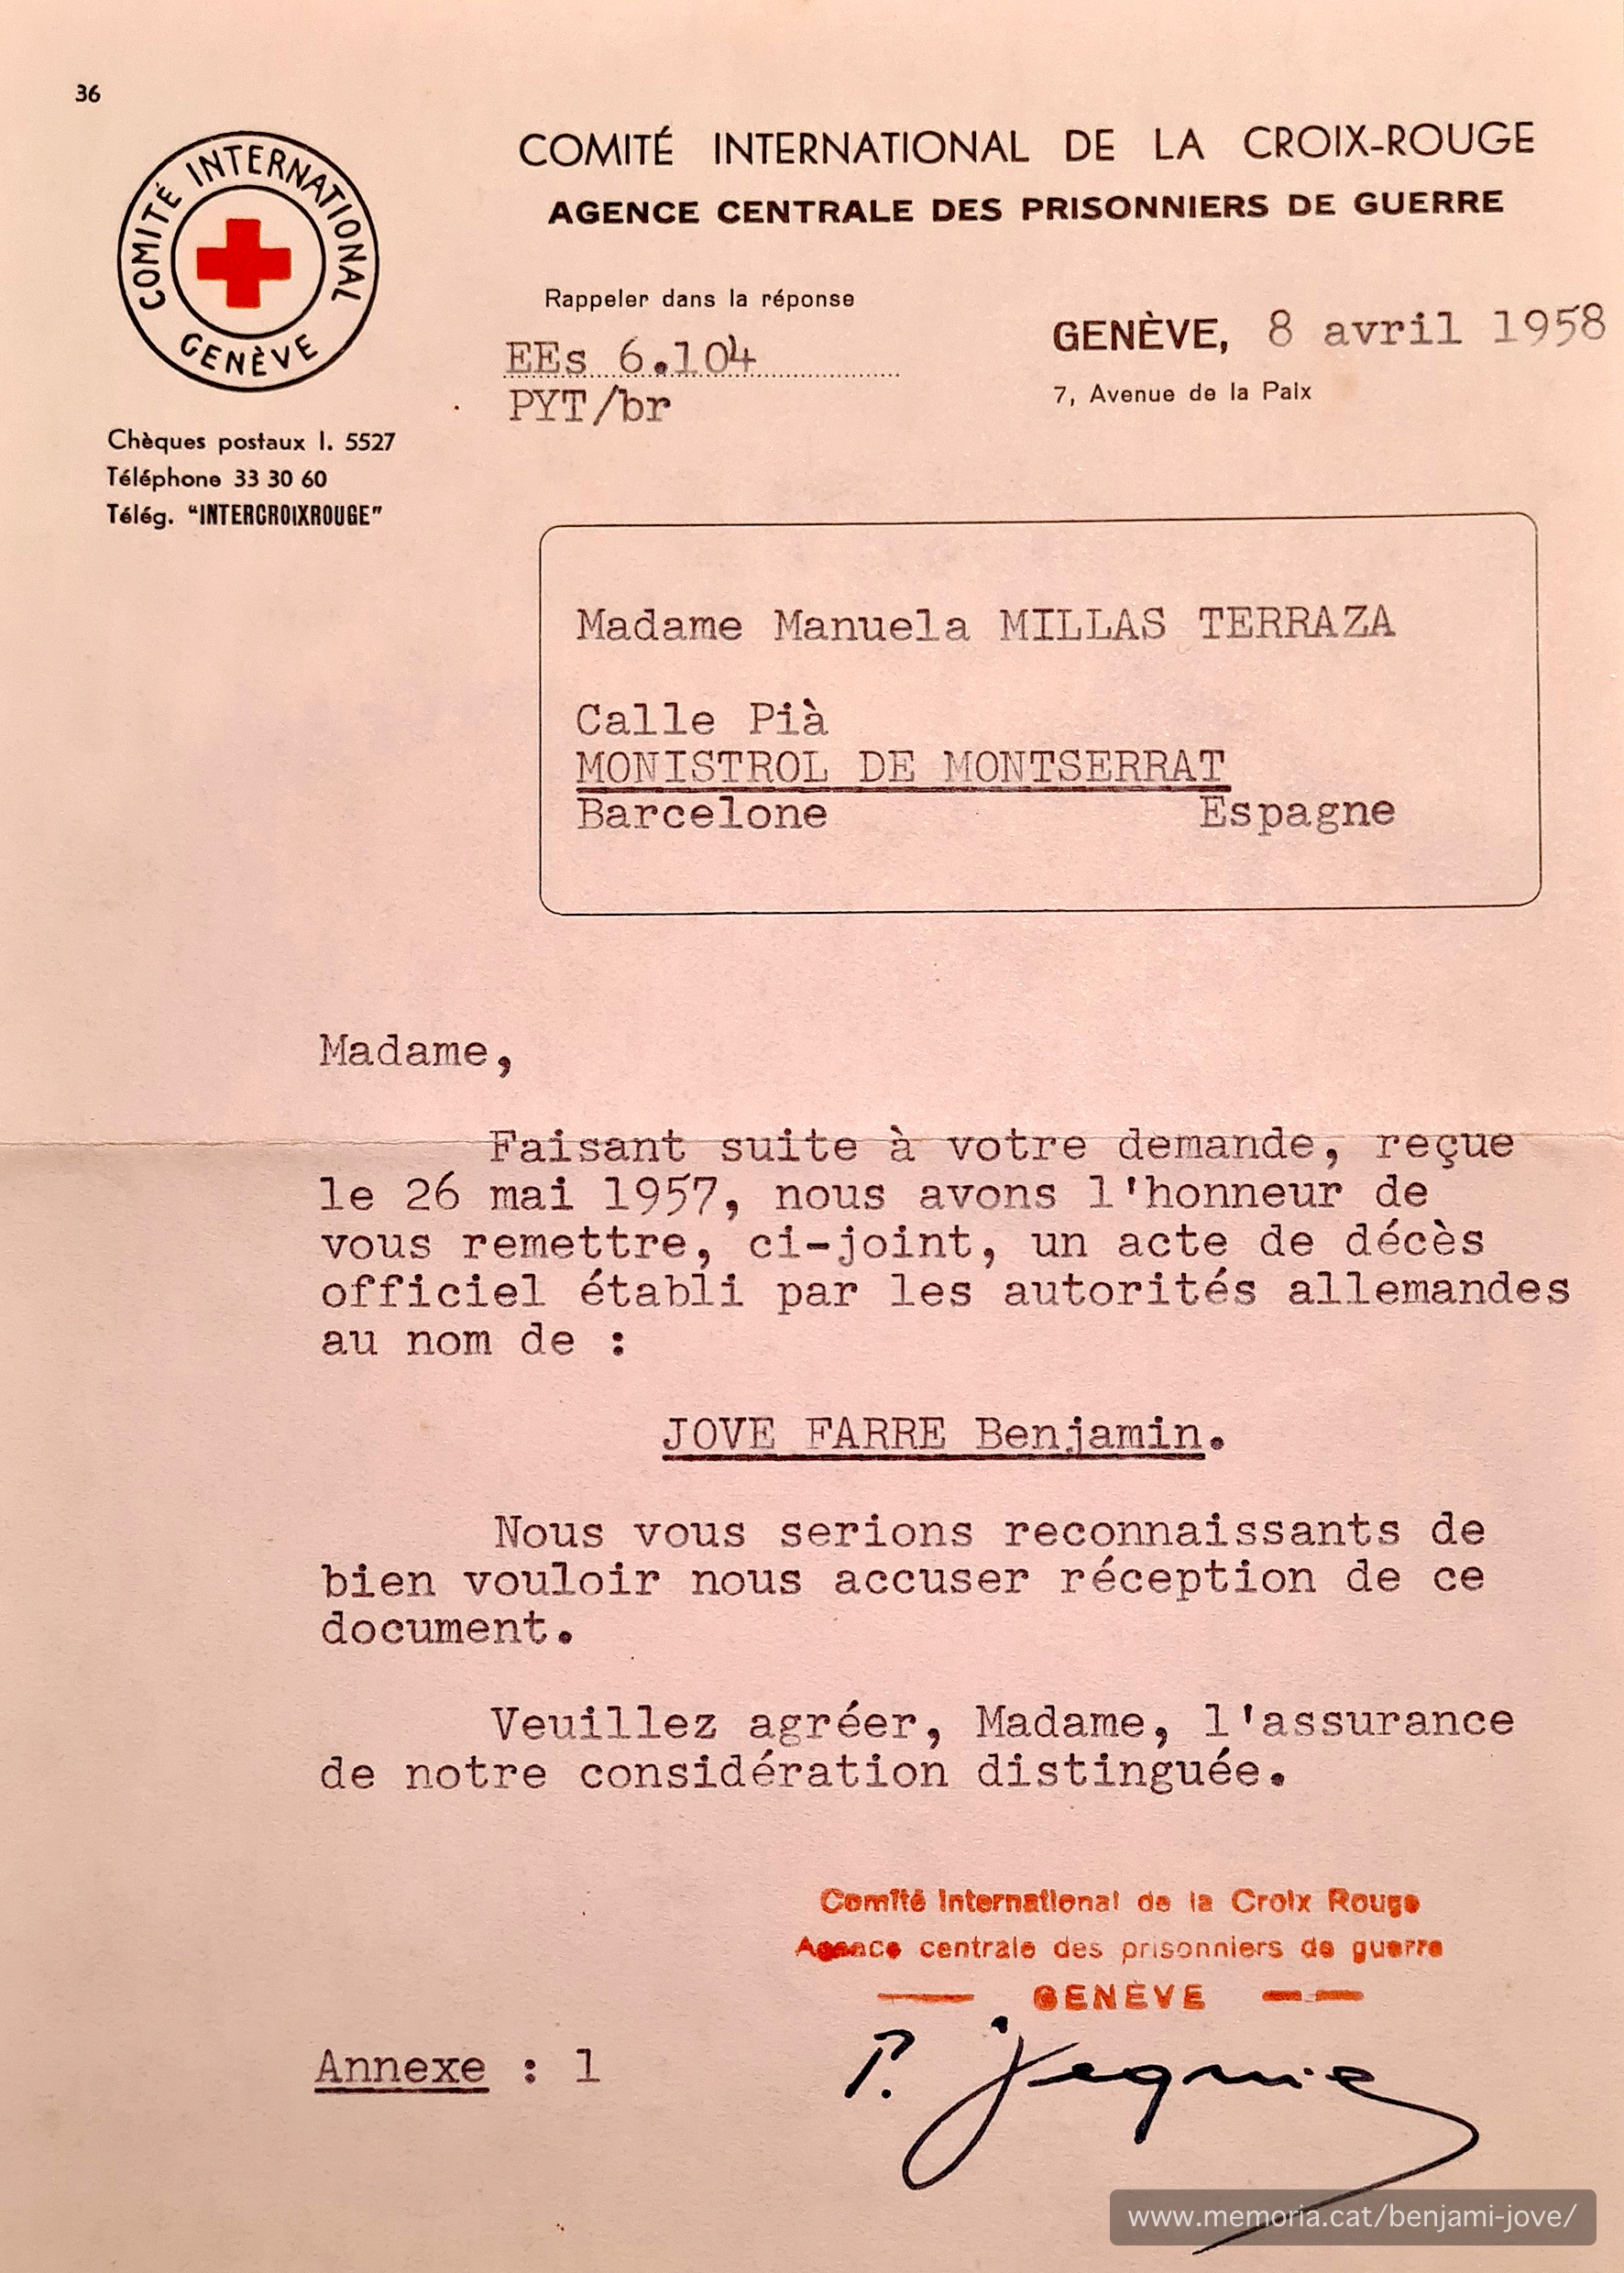 36
COMITÉ INTERNATIONAL GENÈVE
COMITÉ INTERNATIONAL DE LA CROIX-ROUGE
AGENCE CENTRALE DES PRISONNIERS DE GUERRE
Rappeler dans la réponse
EEs 6.104
PYT/br
GENÈVE, 8 avril 1958
7, Avenue de la Paix
Chèques postaux I. 5527
Téléphone 33 30 60
Télég. "INTERCROIXROUGE"
Madame Manuela MILLAS TERRAZA
Calle Pià
MONISTROL DE MONTSERRAT
Barcelone Espagne
Madame,
Faisant suite à votre demande, reçue
le 26 mai 1957, nous avons l'honneur de
vous remettre, ci-joint, un acte de décès
officiel établi par les autorités allemandes
au nom de :
JOVE FARRE Benjamin.
Nous vous serions reconnaissants de
bien vouloir nous accuser réception de ce
document.
Veuillez agréer, Madame, l'assurance
de notre considération distinguée.
Comité International de la Croix Rouge
Agence centrale des prisonniers de guerre
— GENÈVE —
Annexe : 1
P.
www.memoria.cat/benjami-jove/